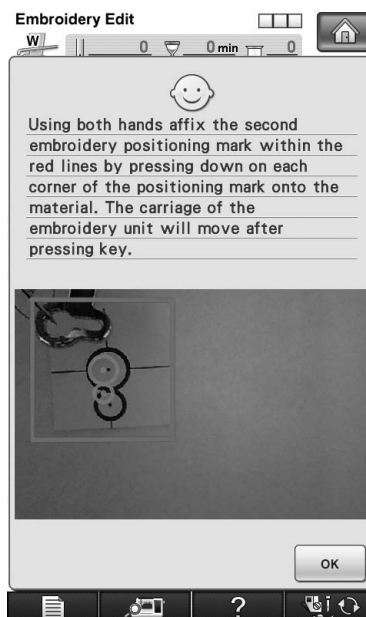 Embroidery Edit
W
0
0 min
0
Using both hands affix the second
embroidery positioning mark within the
red lines by pressing down on each
corner of the positioning mark onto the
material. The carriage of the
embroidery unit will move after
pressing key.
OK
?